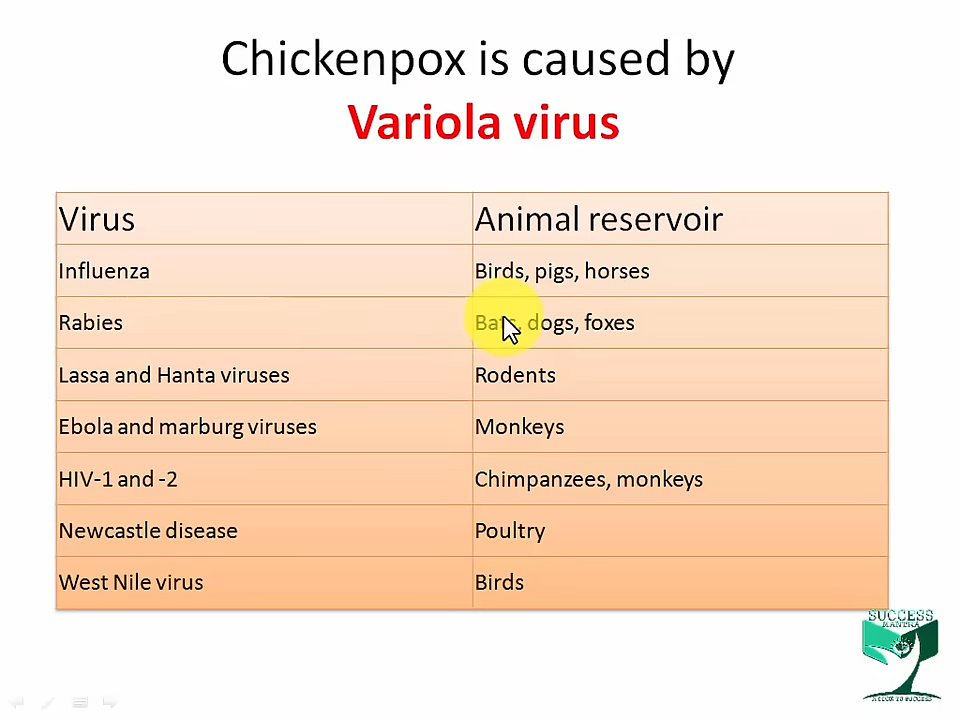 Chickenpox is caused by
Variola virus
Virus Animal reservoir
Influenza Birds, pigs, horses
Rabies Bats, dogs, foxes
Lassa and Hanta viruses Rodents
Ebola and marburg viruses Monkeys
HIV-1 and -2 Chimpanzees, monkeys
Newcastle disease Poultry
West Nile virus Birds
SUCCESS
MANTRA